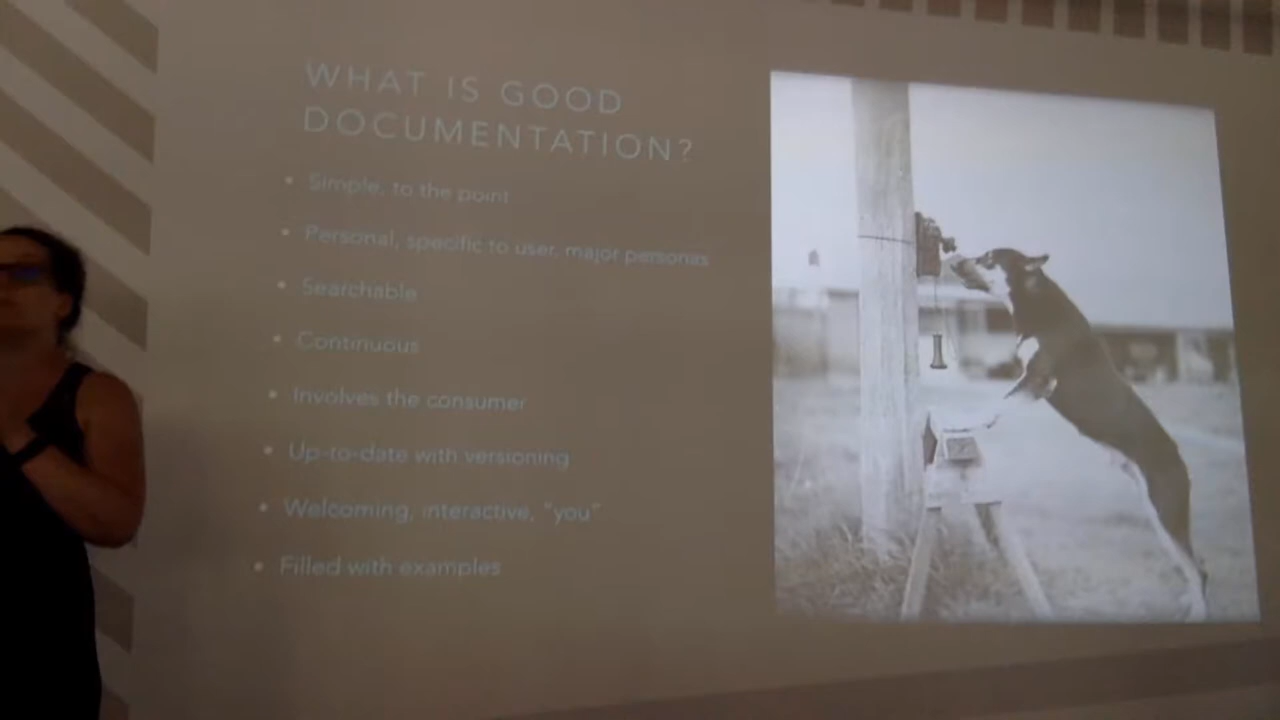 WHAT IS GOOD
DOCUMENTATION?
• Simple, to the point
• Personal, specific to user, major personas
• Searchable
• Continuous
• Involves the consumer
• Up-to-date with versioning
• Welcoming, interactive, "you"
• Filled with examples